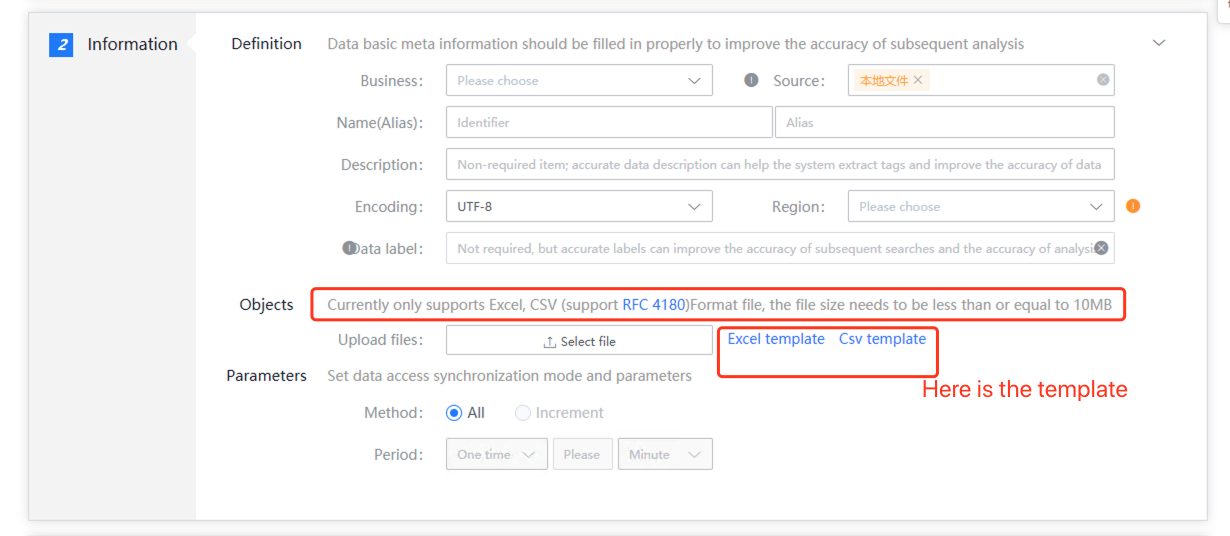 2 Information Definition Data basic meta information should be filled in properly to improve the accuracy of subsequent analysis
Business: Please choose ! Source: 本地文件 ×
Name(Alias): Identifier Alias
Description: Non-required item; accurate data description can help the system extract tags and improve the accuracy of data
Encoding: UTF-8 Region: Please choose !
Data label: Not required, but accurate labels can improve the accuracy of subsequent searches and the accuracy of analysi
Objects Currently only supports Excel, CSV (support RFC 4180)Format file, the file size needs to be less than or equal to 10MB
Upload files: Select file Excel template Csv template
Parameters Set data access synchronization mode and parameters
Here is the template
Method: All Increment
Period: One time Please Minute